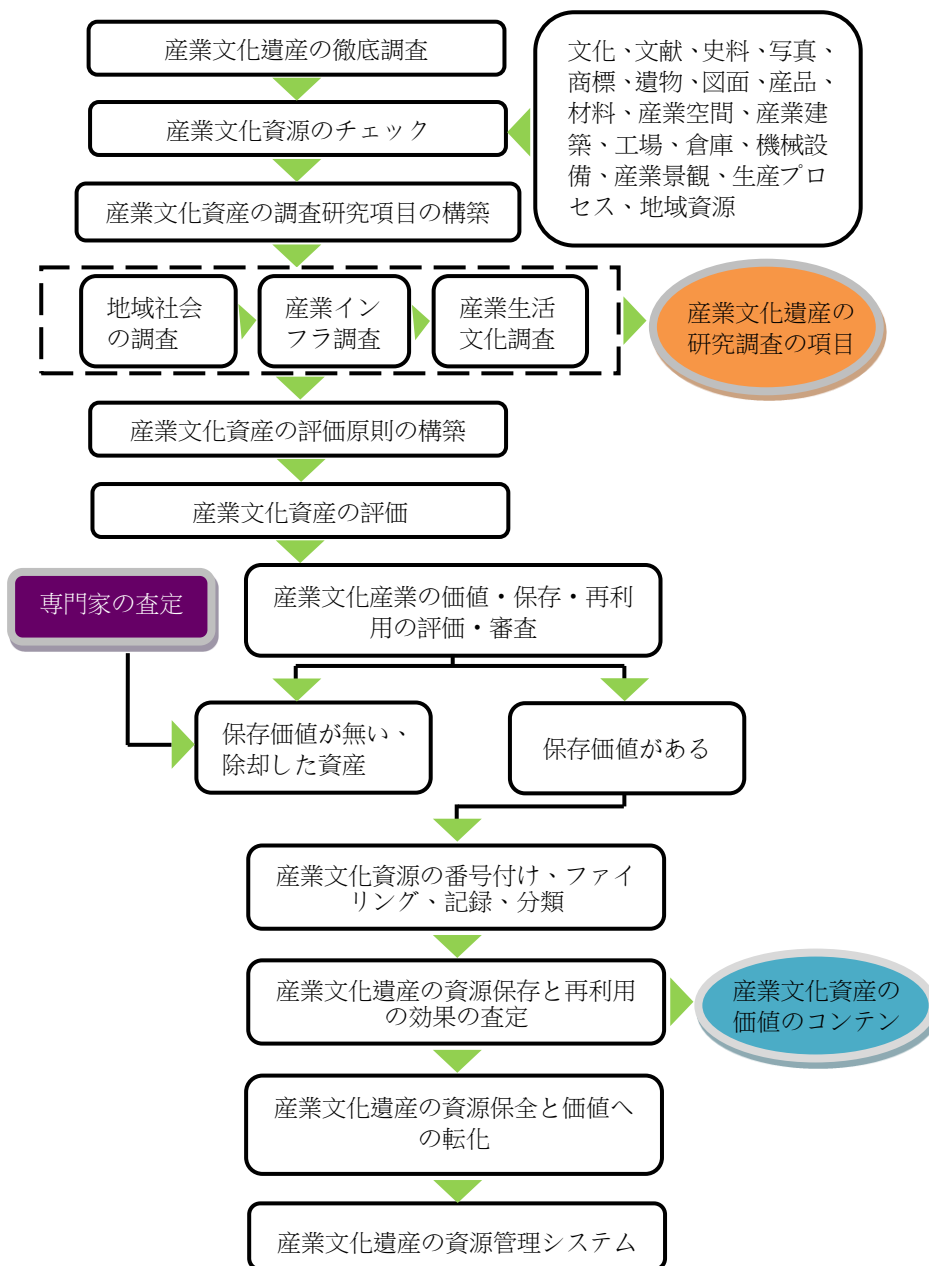 産業文化遺産の徹底調査
文化、文献、史料、写真、
商標、遺物、図面、産品、
材料、産業空間、産業建
築、工場、倉庫、機械設
備、産業景観、生産プロ
セス、地域資源
産業文化資源のチェック
産業文化資産の調査研究項目の構築
地域社会
の調査
産業イン
フラ調査
産業生活
文化調査
産業文化遺産の
研究調査の項目
産業文化資産の評価原則の構築
産業文化資産の評価
専門家の査定
産業文化産業の価値・保存・再利
用の評価・審査
保存価値が無い、
除却した資産
保存価値がある
産業文化資源の番号付け、ファイ
リング、記録、分類
産業文化遺産の資源保存と再利用
の効果の査定
産業文化資産の
価値のコンテン
産業文化遺産の資源保全と価値へ
の転化
産業文化遺産の資源管理システム